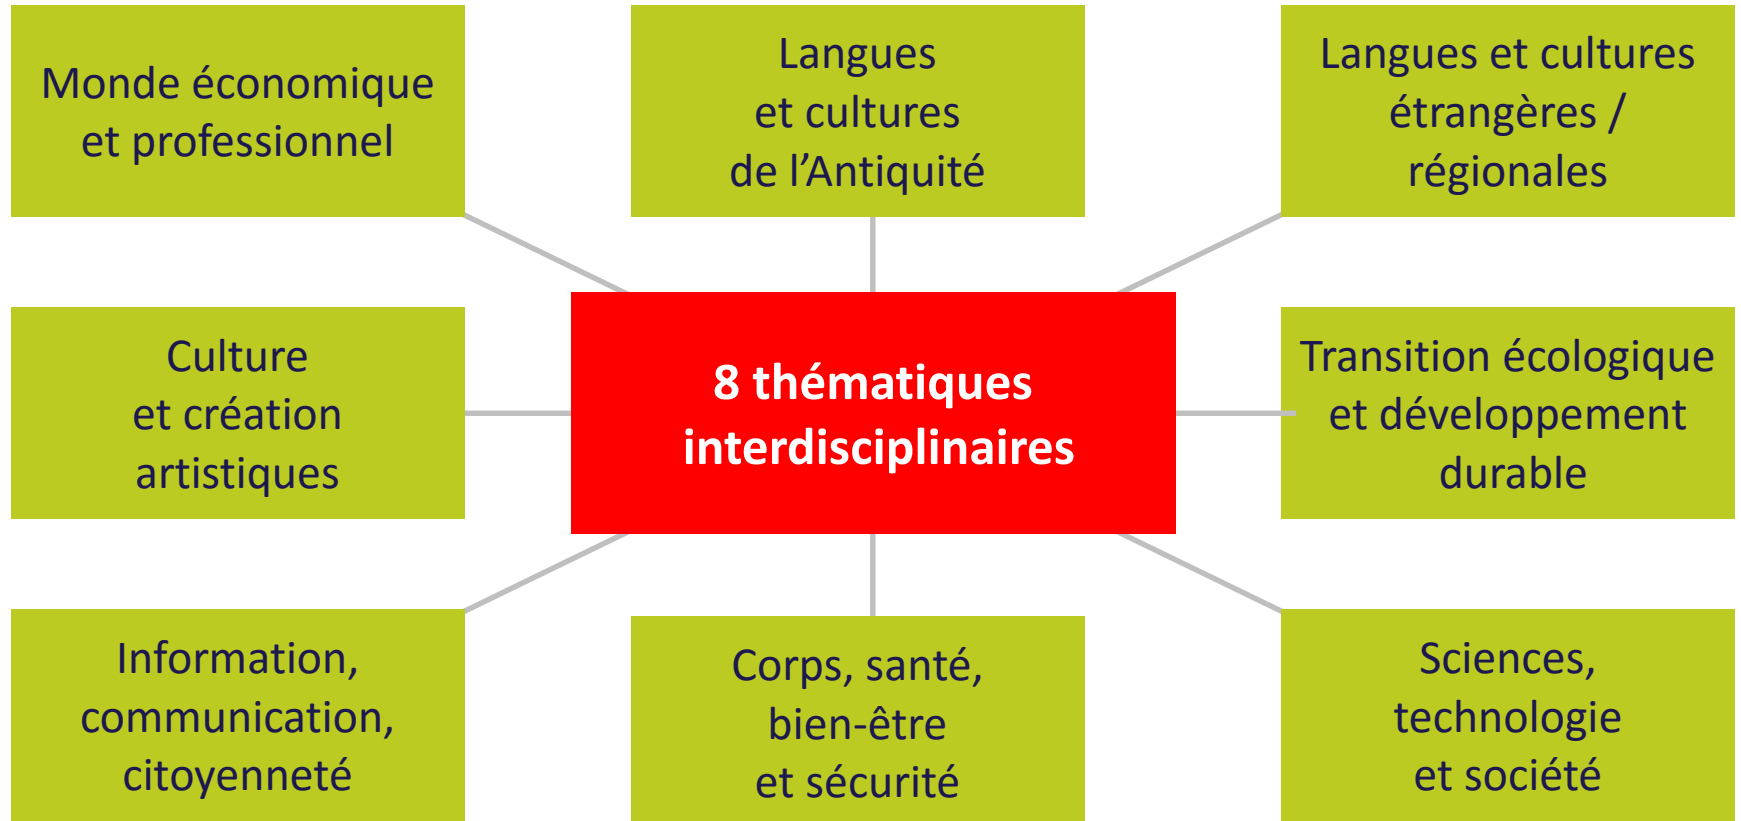 Monde économique
et professionnel
Langues
et cultures
de l’Antiquité
Langues et cultures
étrangères /
régionales
Culture
et création
artistiques
8 thématiques
interdisciplinaires
Transition écologique
et développement
durable
Information,
communication,
citoyenneté
Corps, santé,
bien-être
et sécurité
Sciences,
technologie
et société